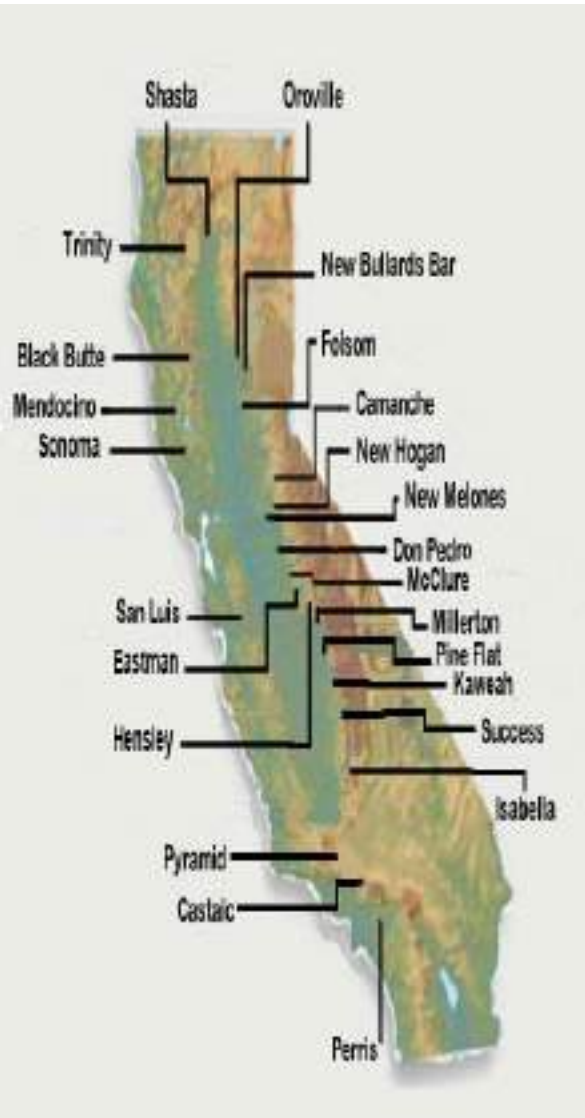 Shasta
Oroville
Trinity
New Bullards Bar
Folsom
Black Butte
Camanche
Mendocino
Sonoma
New Hogan
New Melones
Don Pedro
McClure
San Luis
Millerton
Eastman
Pine Flat
Kaweah
Success
Hensley
Isabella
Pyramid
Castaic
Perris